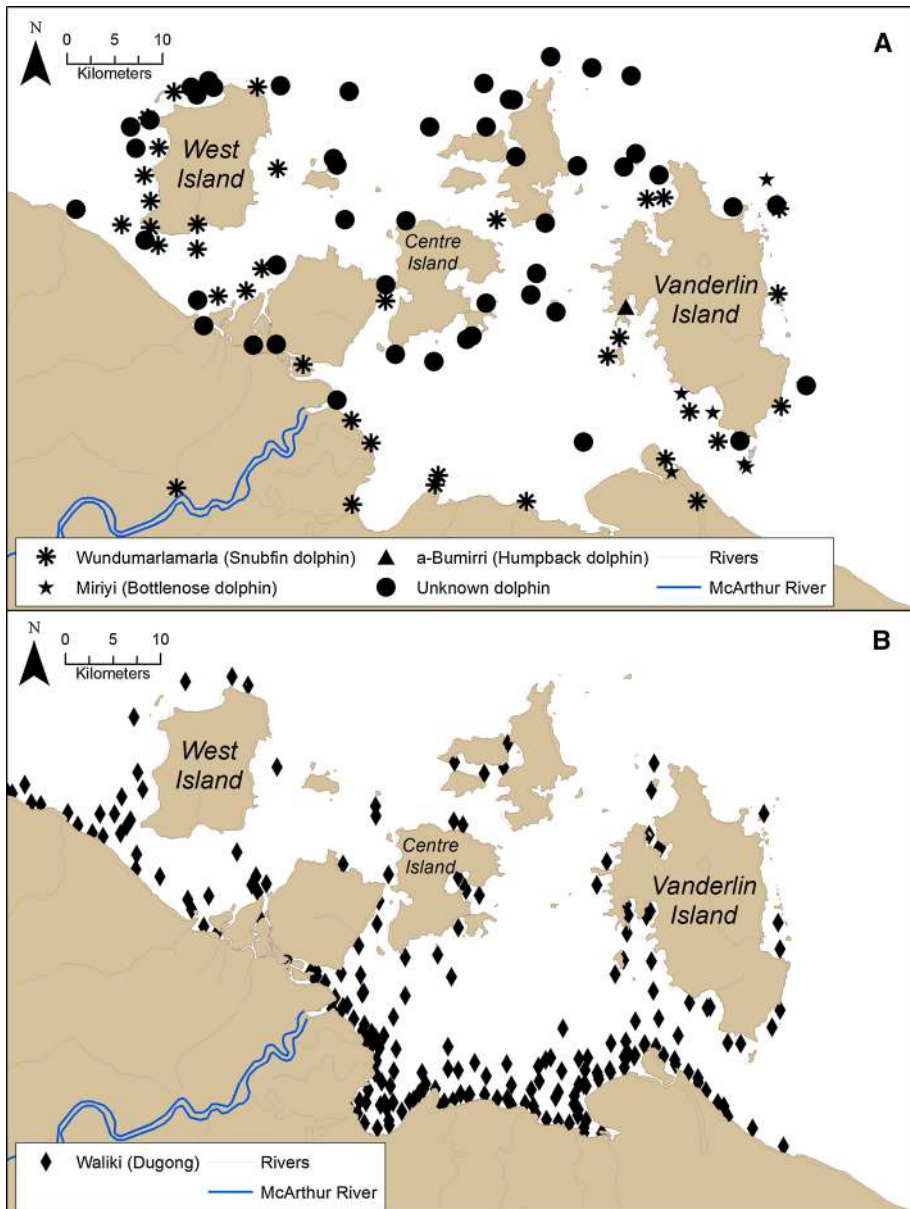 A
N
0 5 10
Kilometers
West
Island
Centre
Island
Vanderlin
Island
Wundumarlamarla (Snubfin dolphin)
a-Bumirri (Humpback dolphin)
Rivers
Miriyi (Bottlenose dolphin)
Unknown dolphin
McArthur River
B
N
0 5 10
Kilometers
West
Island
Centre
Island
Vanderlin
Island
Waliki (Dugong)
Rivers
McArthur River